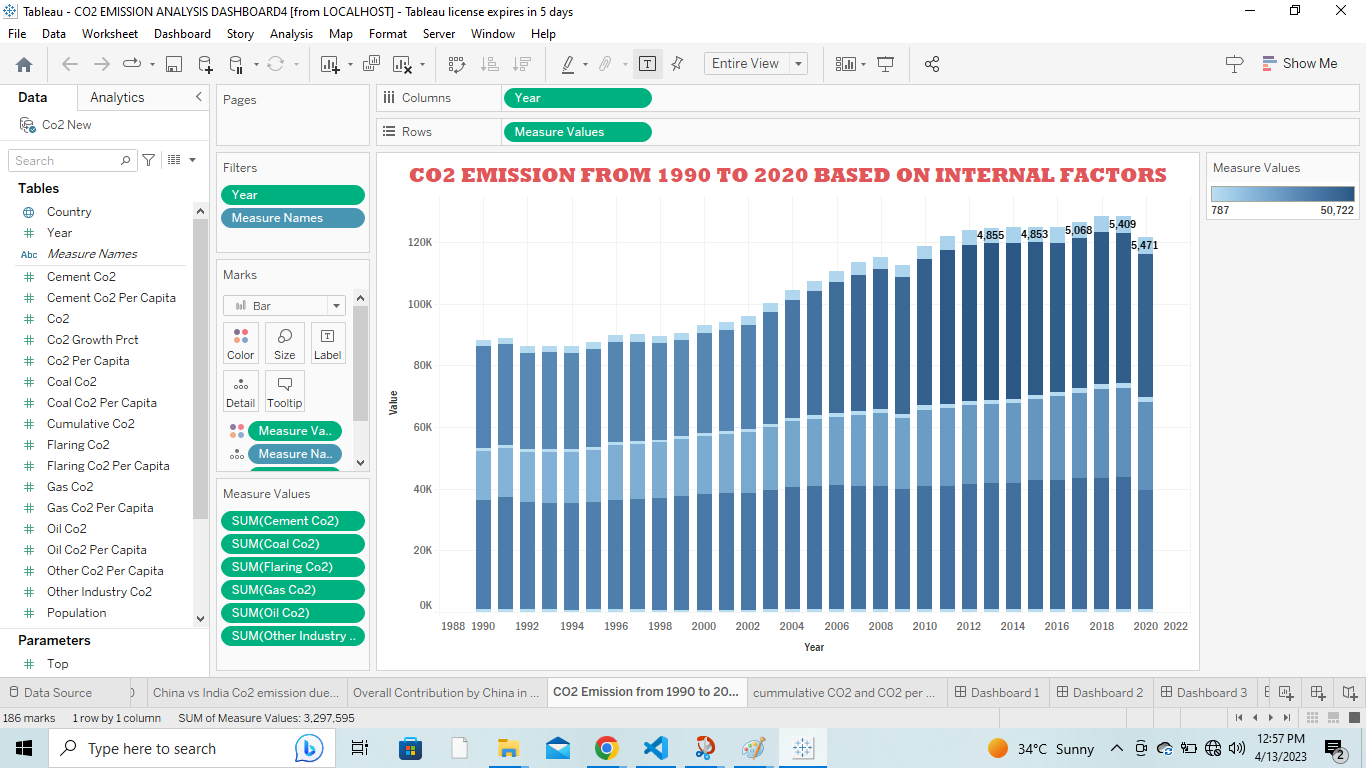 Tableau - CO2 EMISSION ANALYSIS DASHBOARD4 [from LOCALHOST] - Tableau license expires in 5 days
File Data Worksheet Dashboard Story Analysis Map Format Server Window Help
Entire View
Show Me
Data Analytics
Co2 New
Search
Tables
Country
Year
Abc Measure Names
Cement Co2
Cement Co2 Per Capita
Co2
Co2 Growth Prct
Co2 Per Capita
Coal Co2
Coal Co2 Per Capita
Cumulative Co2
Flaring Co2
Flaring Co2 Per Capita
Gas Co2
Gas Co2 Per Capita
Oil Co2
Oil Co2 Per Capita
Other Co2 Per Capita
Other Industry Co2
Population
Parameters
Top
Pages
Filters
Year
Measure Names
Marks
Bar
Color Size Label
Detail Tooltip
Measure Va..
Measure Na..
Measure Values
SUM(Cement Co2)
SUM(Coal Co2)
SUM(Flaring Co2)
SUM(Gas Co2)
SUM(Oil Co2)
SUM(Other Industry ..
Columns Year
Rows Measure Values
CO2 EMISSION FROM 1990 TO 2020 BASED ON INTERNAL FACTORS
120K
100K
80K
60K
40K
20K
0K
Value
4,855 4,853 5,068 5,409 5,471
1988 1990 1992 1994 1996 1998 2000 2002 2004 2006 2008 2010 2012 2014 2016 2018 2020 2022
Year
Measure Values
787 50,722
Data Source China vs India Co2 emission due... Overall Contribution by China in ... CO2 Emission from 1990 to 20... cummulative CO2 and CO2 per ... Dashboard 1 Dashboard 2 Dashboard 3
186 marks 1 row by 1 column SUM of Measure Values: 3,297,595
Type here to search
34°C Sunny
12:57 PM
4/13/2023
2